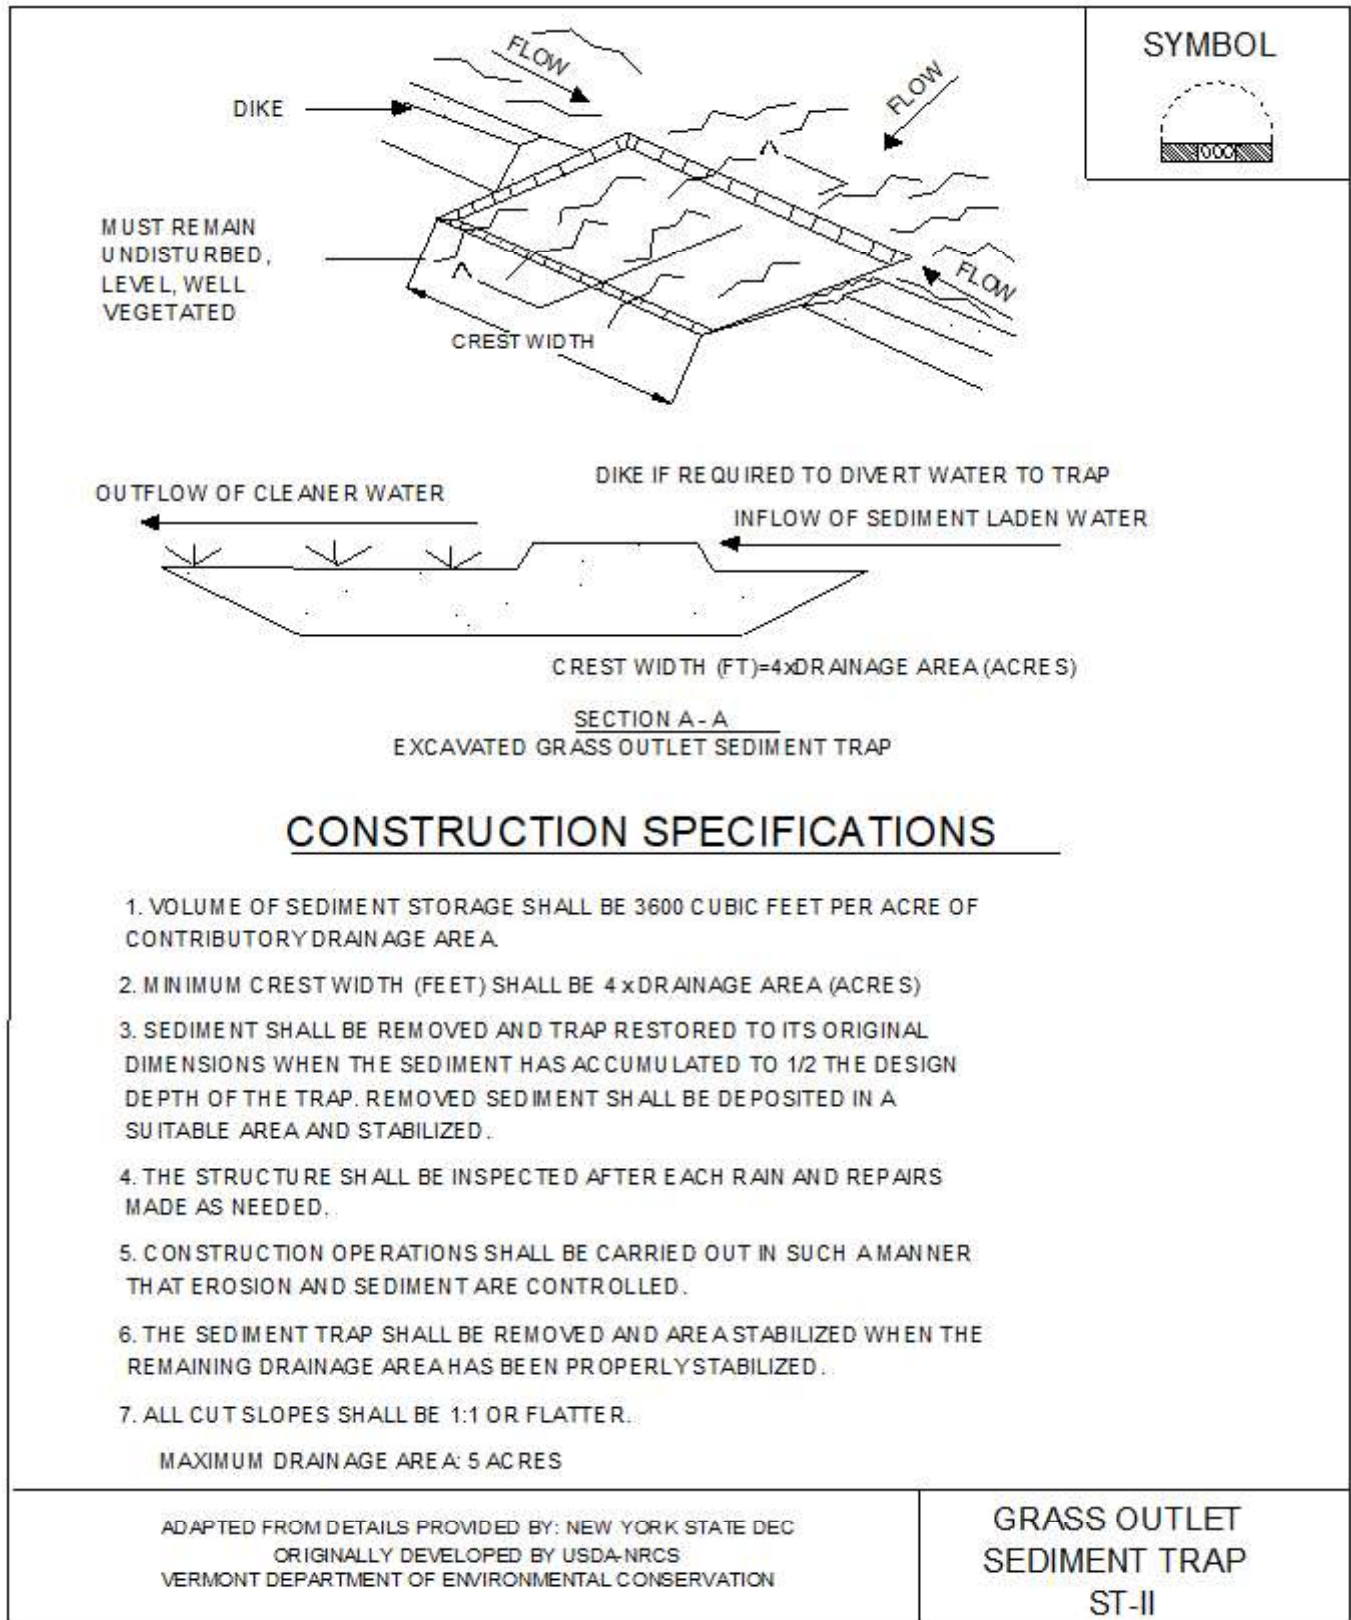 SYMBOL
FLOW
FLOW
DIKE
MUST REMAIN
UNDISTURBED,
LEVEL, WELL
VEGETATED
FLOW
CREST WIDTH
DIKE IF REQUIRED TO DIVERT WATER TO TRAP
OUTFLOW OF CLEANER WATER
INFLOW OF SEDIMENT LADEN WATER
CREST WIDTH (FT)=4xDRAINAGE AREA (ACRES)
SECTION A-A
EXCAVATED GRASS OUTLET SEDIMENT TRAP
CONSTRUCTION SPECIFICATIONS
1. VOLUME OF SEDIMENT STORAGE SHALL BE 3600 CUBIC FEET PER ACRE OF
CONTRIBUTORY DRAINAGE AREA.
2. MINIMUM CREST WIDTH (FEET) SHALL BE 4 x DRAINAGE AREA (ACRES)
3. SEDIMENT SHALL BE REMOVED AND TRAP RESTORED TO ITS ORIGINAL
DIMENSIONS WHEN THE SEDIMENT HAS ACCUMULATED TO 1/2 THE DESIGN
DEPTH OF THE TRAP. REMOVED SEDIMENT SHALL BE DEPOSITED IN A
SUITABLE AREA AND STABILIZED.
4. THE STRUCTURE SHALL BE INSPECTED AFTER EACH RAIN AND REPAIRS
MADE AS NEEDED.
5. CONSTRUCTION OPERATIONS SHALL BE CARRIED OUT IN SUCH A MANNER
THAT EROSION AND SEDIMENT ARE CONTROLLED.
6. THE SEDIMENT TRAP SHALL BE REMOVED AND AREA STABILIZED WHEN THE
REMAINING DRAINAGE AREA HAS BEEN PROPERLY STABILIZED.
7. ALL CUT SLOPES SHALL BE 1:1 OR FLATTER.
MAXIMUM DRAINAGE AREA: 5 ACRES
ADAPTED FROM DETAILS PROVIDED BY: NEW YORK STATE DEC
ORIGINALLY DEVELOPED BY USDA-NRCS
VERMONT DEPARTMENT OF ENVIRONMENTAL CONSERVATION
GRASS OUTLET
SEDIMENT TRAP
ST-II